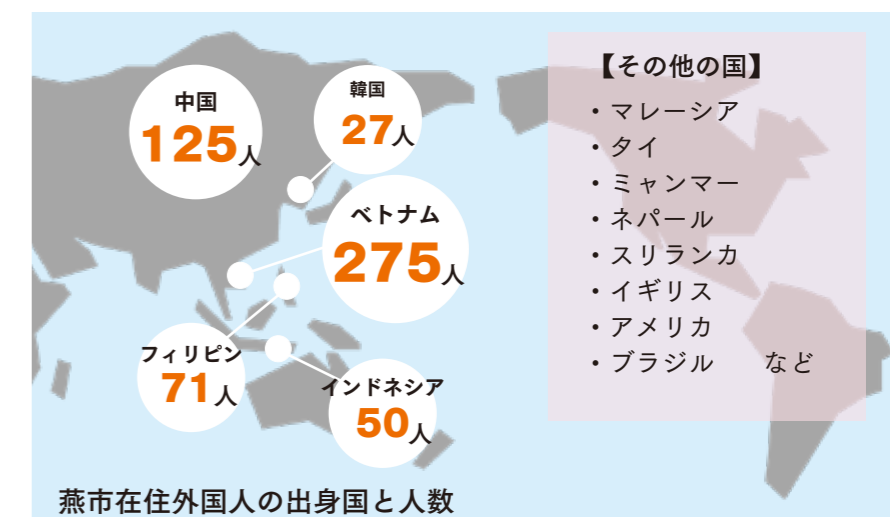 中国
125人
韓国
27人
ベトナム
275人
フィリピン
71人
インドネシア
50人
燕市在住外国人の出身国と人数
【その他の国】
・マレーシア
・タイ
・ミャンマー
・ネパール
・スリランカ
・イギリス
・アメリカ
・ブラジル　　など